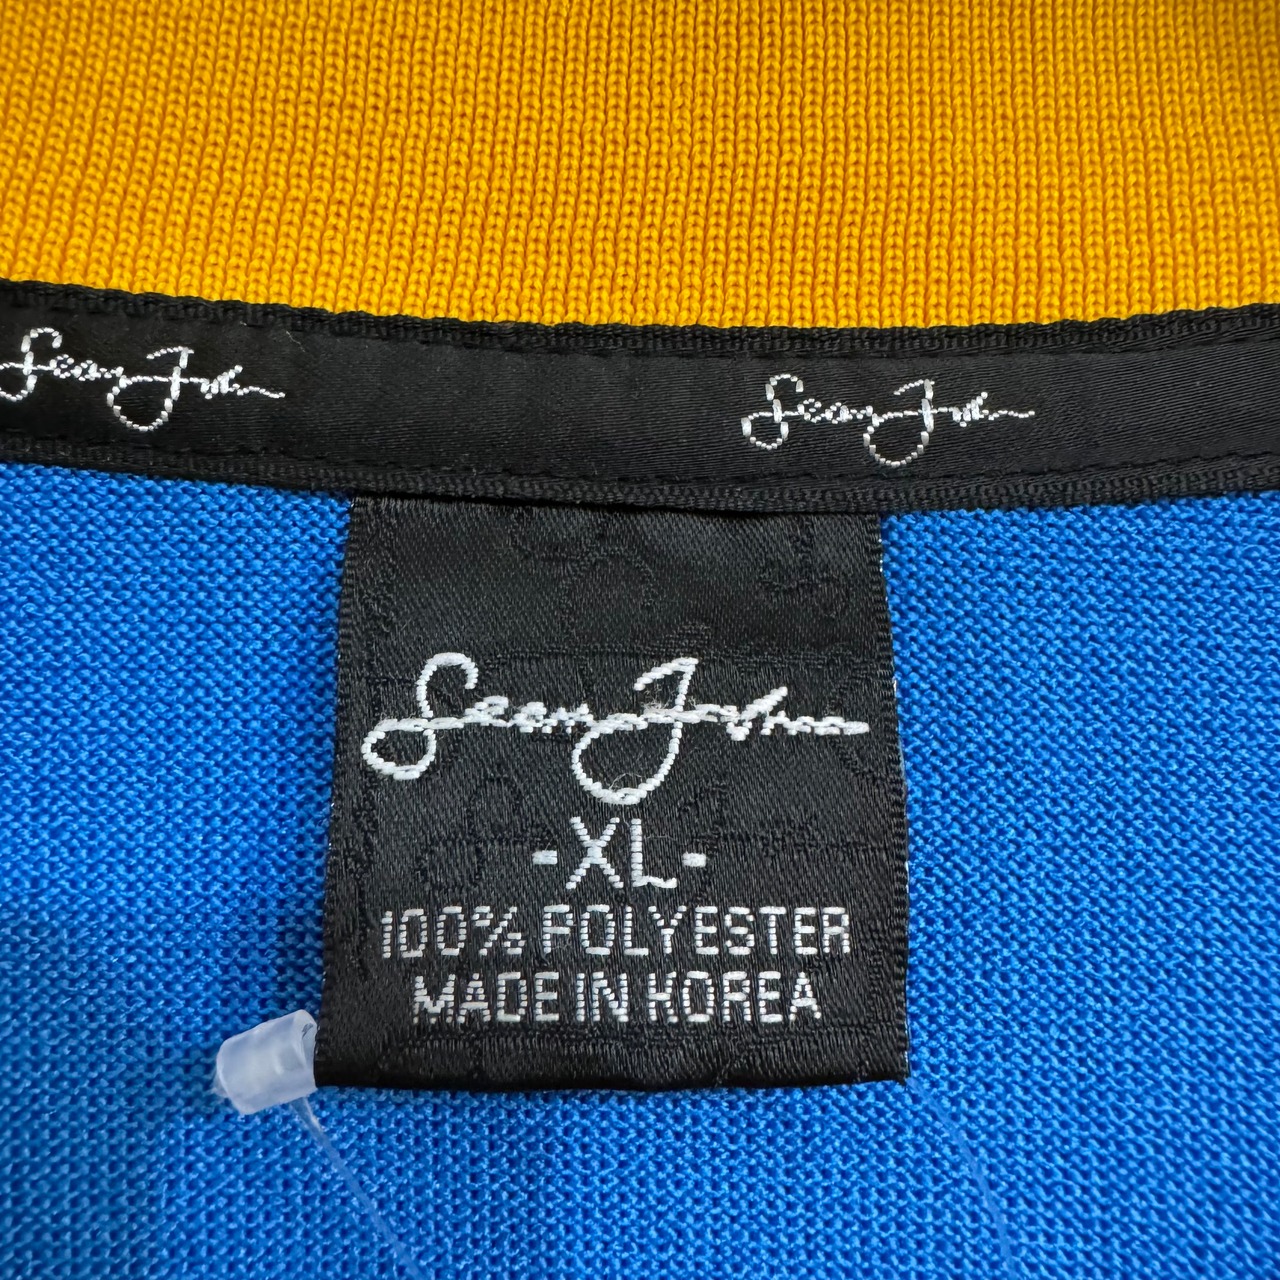 Sean John
Sean John
Sean John
-XL-
100% POLYESTER
MADE IN KOREA